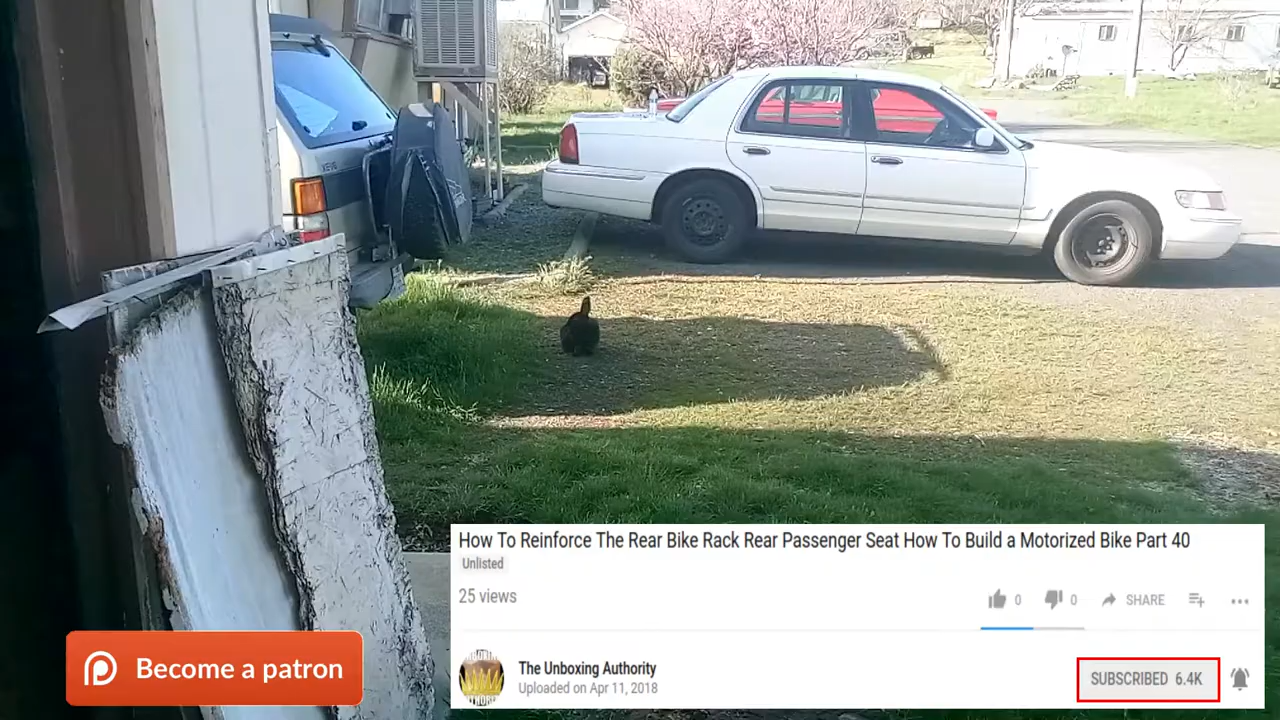 How To Reinforce The Rear Bike Rack Rear Passenger Seat How To Build a Motorized Bike Part 40
Unlisted
25 views
0
0
SHARE
The Unboxing Authority
Uploaded on Apr 11, 2018
SUBSCRIBED 6.4K
Become a patron